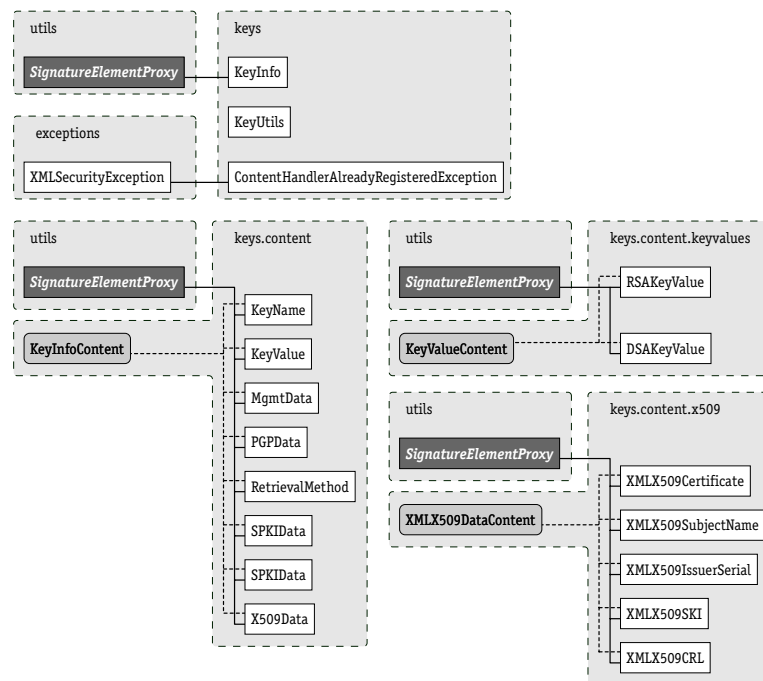 utils
keys
SignatureElementProxy
KeyInfo
KeyUtils
exceptions
XMLSecurityException
ContentHandlerAlreadyRegisteredException
utils
keys.content
SignatureElementProxy
KeyName
KeyInfoContent
KeyValue
MgmtData
PGPData
RetrievalMethod
SPKIData
SPKIData
X509Data
utils
keys.content.keyvalues
SignatureElementProxy
RSAKeyValue
KeyValueContent
DSAKeyValue
utils
keys.content.x509
SignatureElementProxy
XMLX509Certificate
XMLX509DataContent
XMLX509SubjectName
XMLX509IssuerSerial
XMLX509SKI
XMLX509CRL